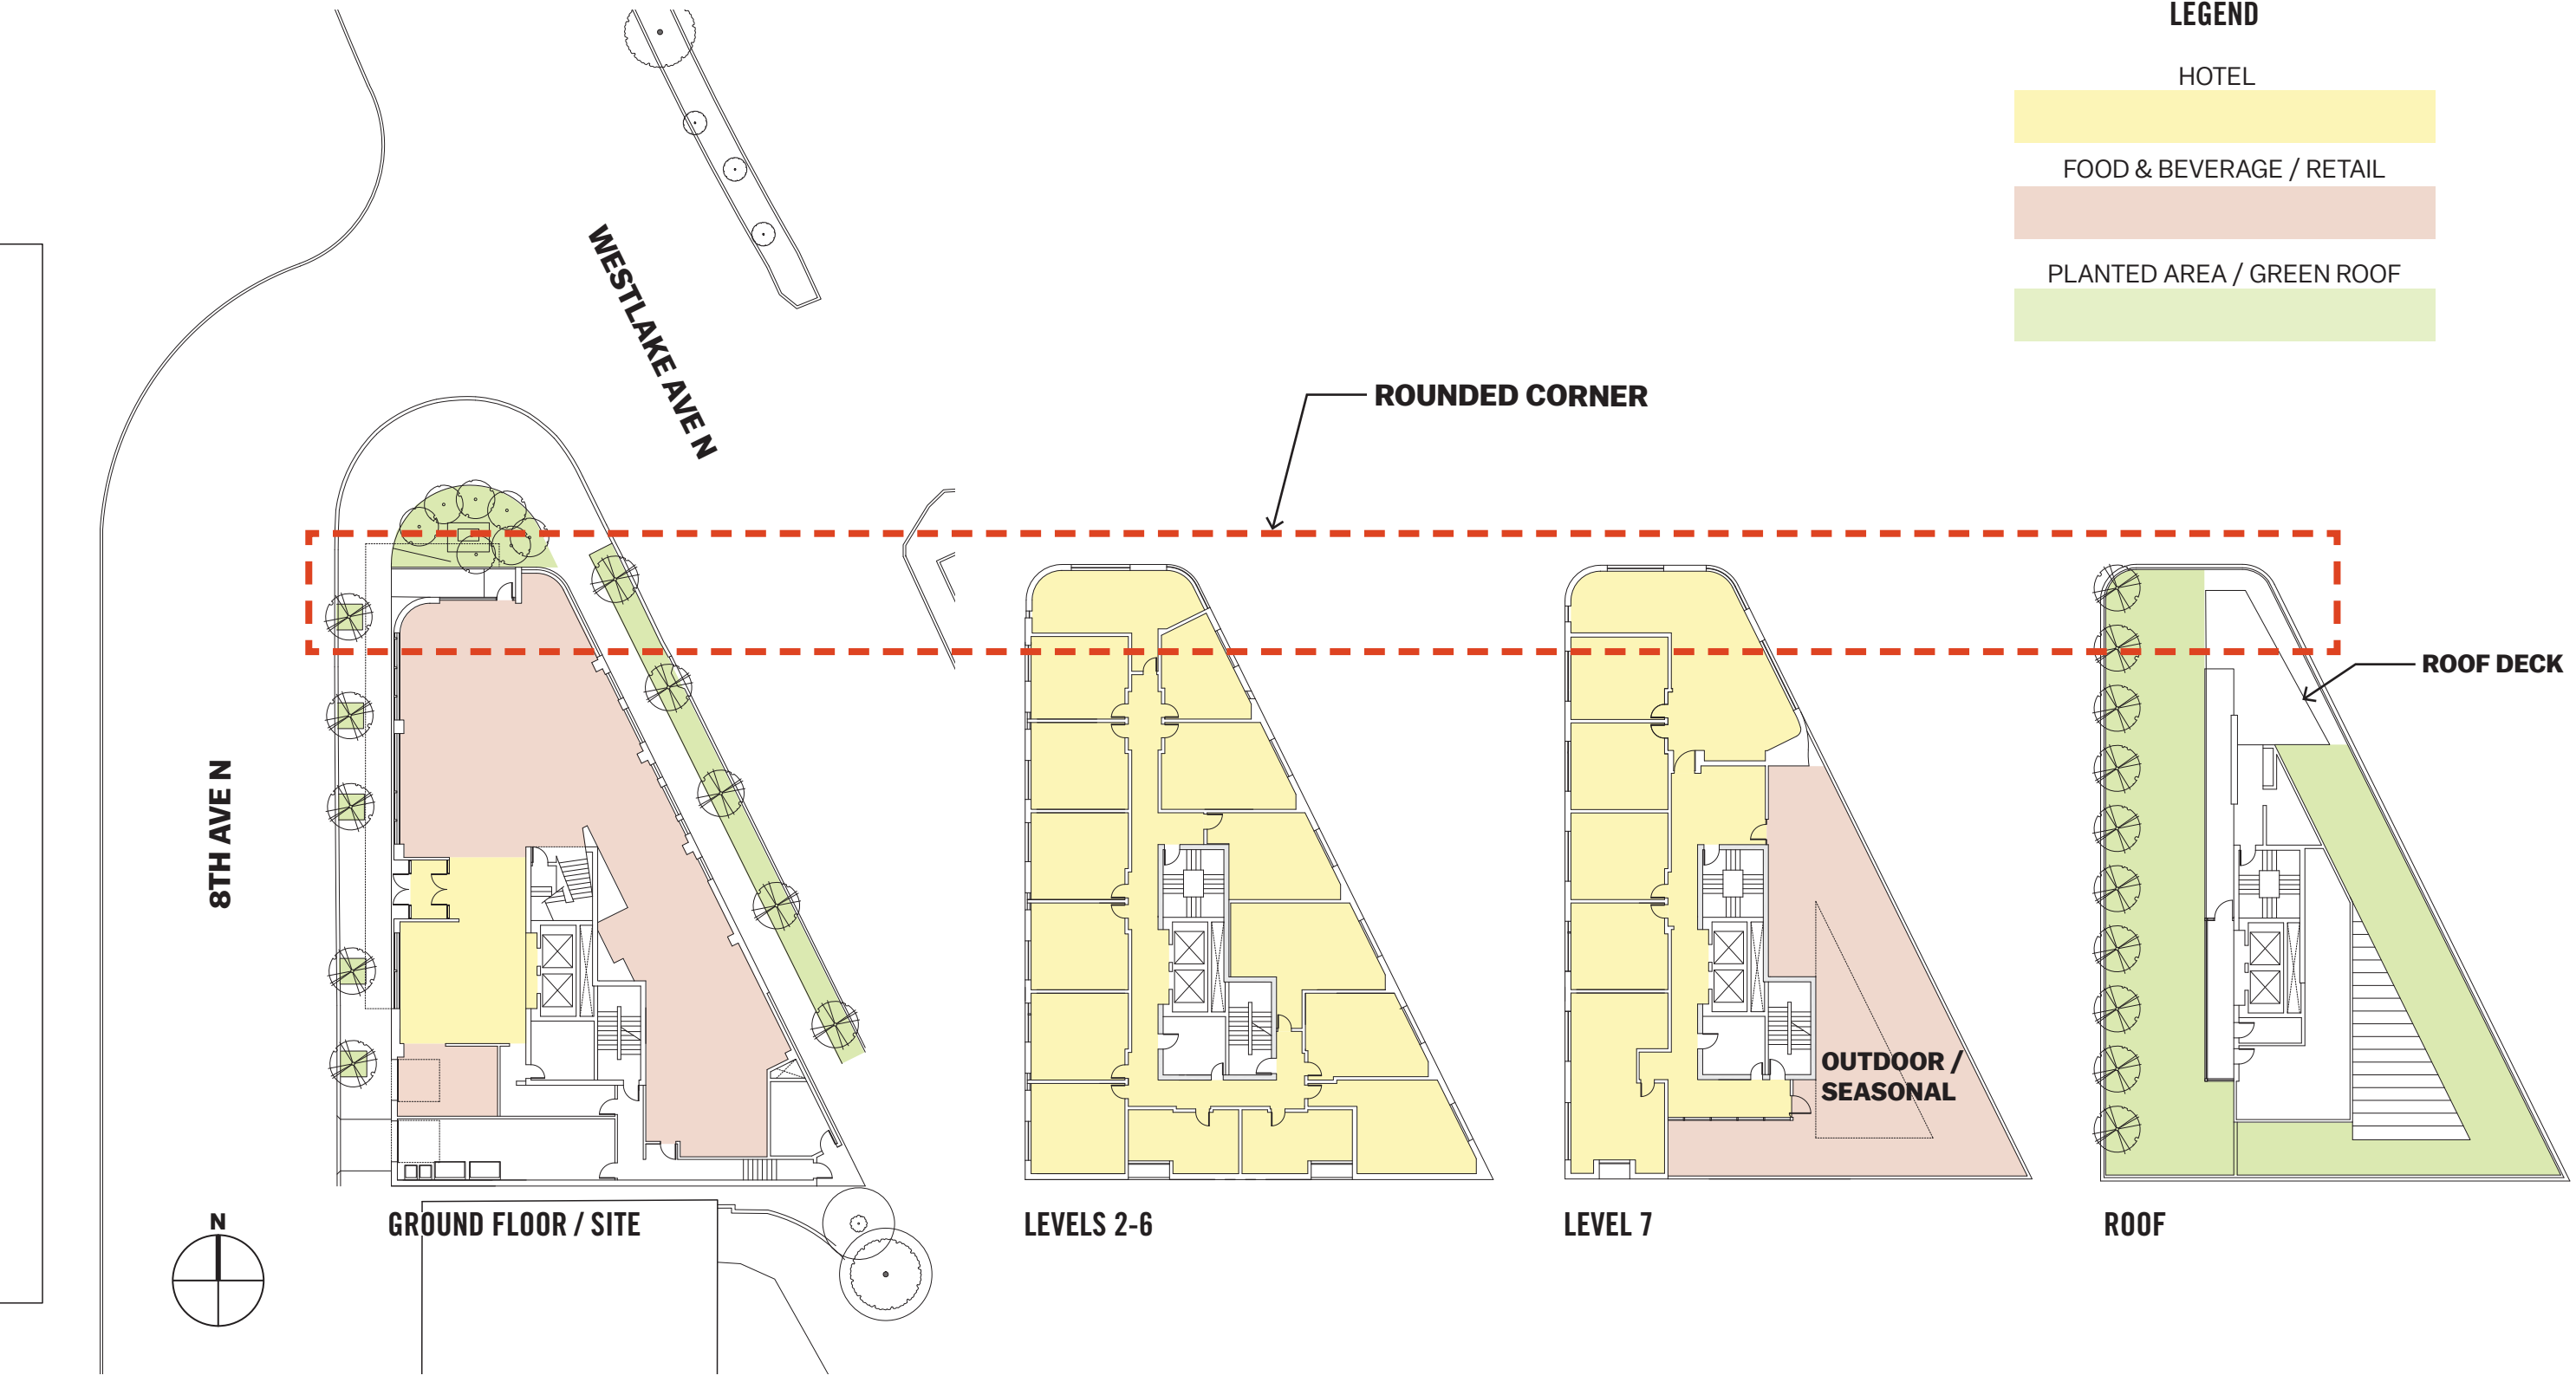 LEGEND
HOTEL
FOOD & BEVERAGE / RETAIL
PLANTED AREA / GREEN ROOF
WESTLAKE AVE N
ROUNDED CORNER
ROOF DECK
8TH AVE N
OUTDOOR /
SEASONAL
N
GROUND FLOOR / SITE
LEVELS 2-6
LEVEL 7
ROOF